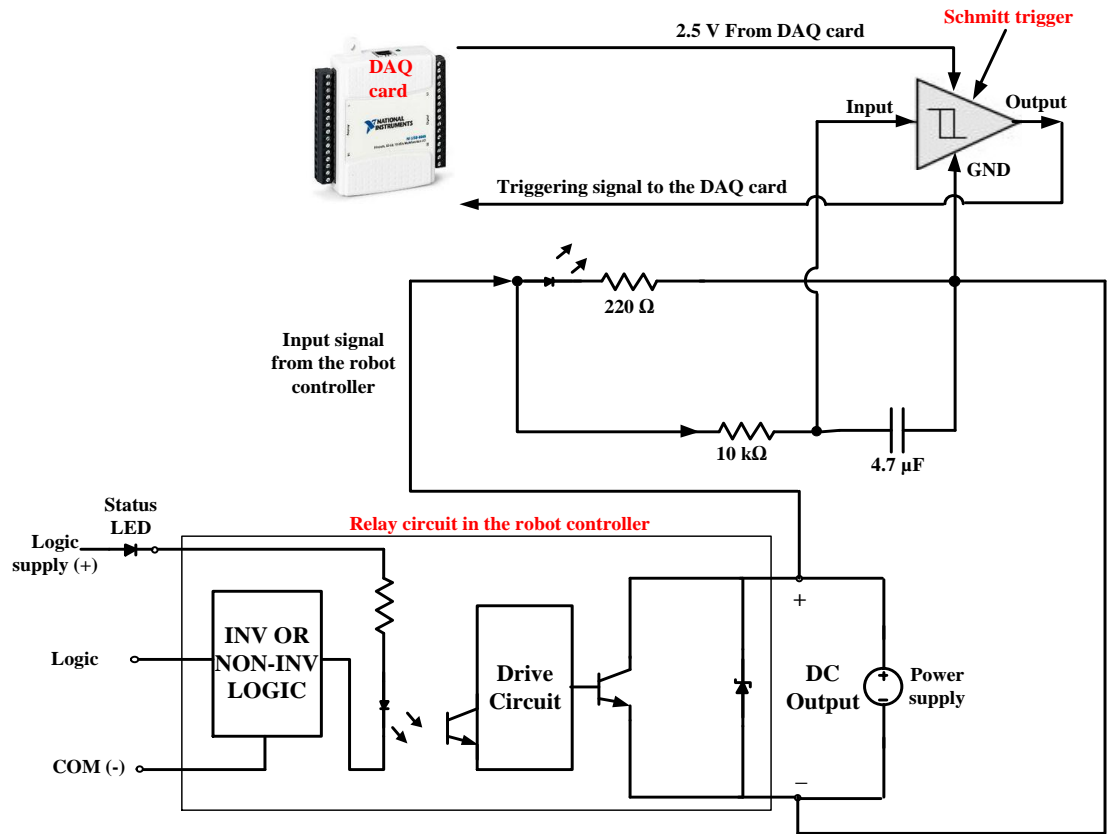 Schmitt trigger
2.5 V From DAQ card
DAQ
card
NATIONAL
INSTRUMENTS
Input
Output
GND
Triggering signal to the DAQ card
220 Ω
Input signal
from the robot
controller
10 kΩ
4.7 µF
Status
LED
Relay circuit in the robot controller
Logic
supply (+)
+
INV OR
NON-INV
LOGIC
Logic
Drive
Circuit
DC
Output
Power
supply
COM (-)
−